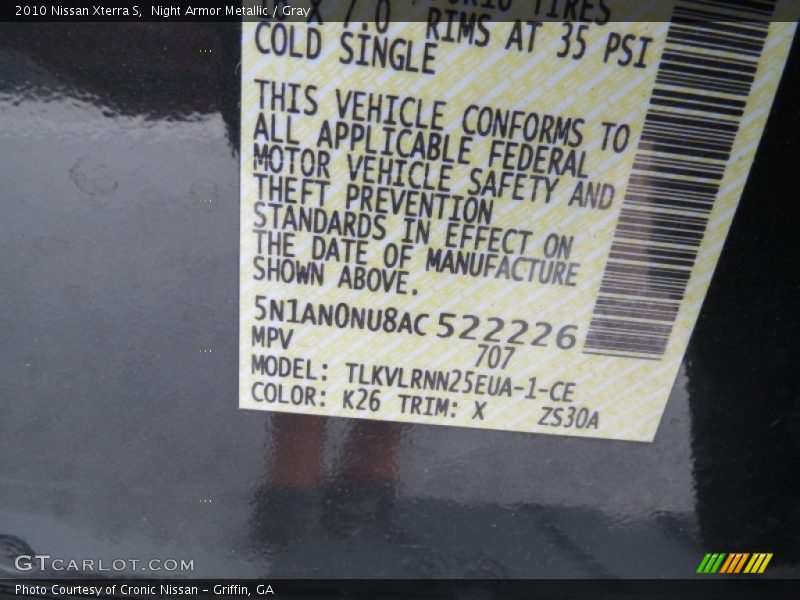 2010 Nissan Xterra S,  Night Armor Metallic / Gray
RIMS AT 35 PSI
COLD SINGLE
THIS VEHICLE CONFORMS TO
ALL APPLICABLE FEDERAL
MOTOR VEHICLE SAFETY AND
THEFT PREVENTION
STANDARDS IN EFFECT ON
THE DATE OF MANUFACTURE
SHOWN ABOVE.
5N1AN0NU8AC 522226
MPV 707
MODEL: TLKVLRNN25EUA-1-CE
COLOR: K26 TRIM: X ZS30A
GTCARLOT.COM
Photo Courtesy of Cronic Nissan - Griffin, GA